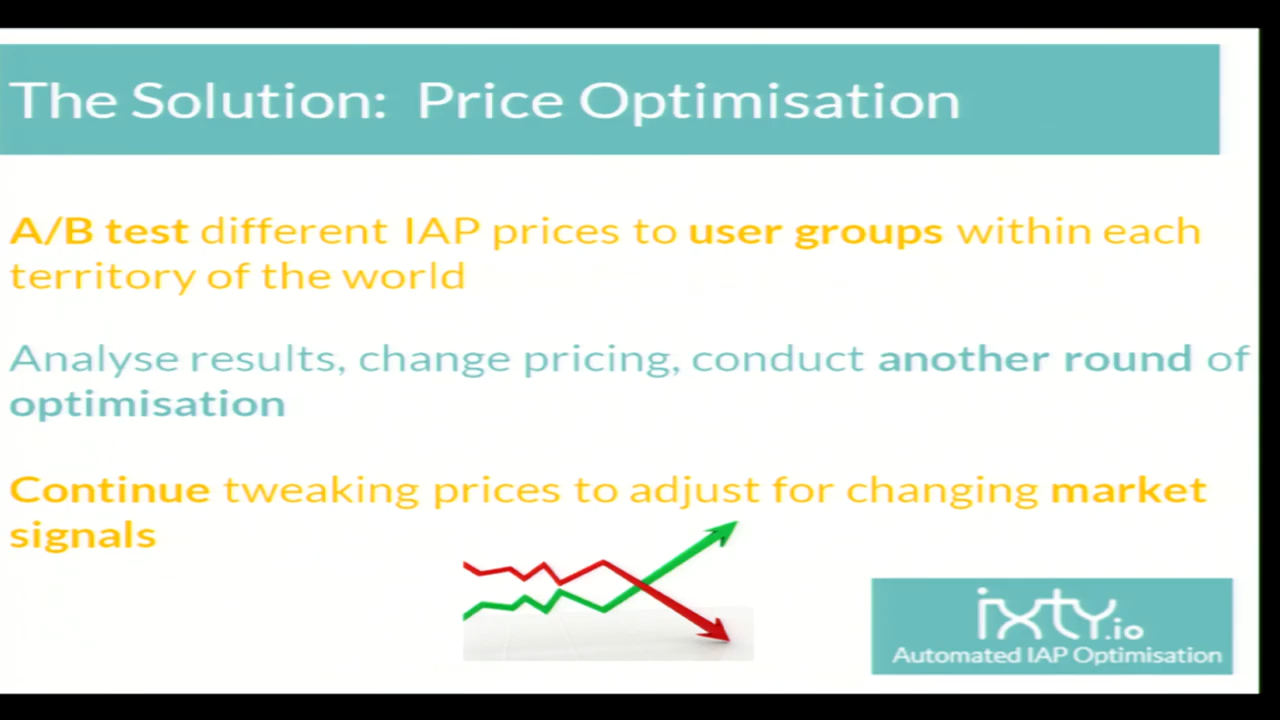 The Solution: Price Optimisation
A/B test different IAP prices to user groups within each
territory of the world
Analyse results, change pricing, conduct another round of
optimisation
Continue tweaking prices to adjust for changing market
signals
ixty.io
Automated IAP Optimisation